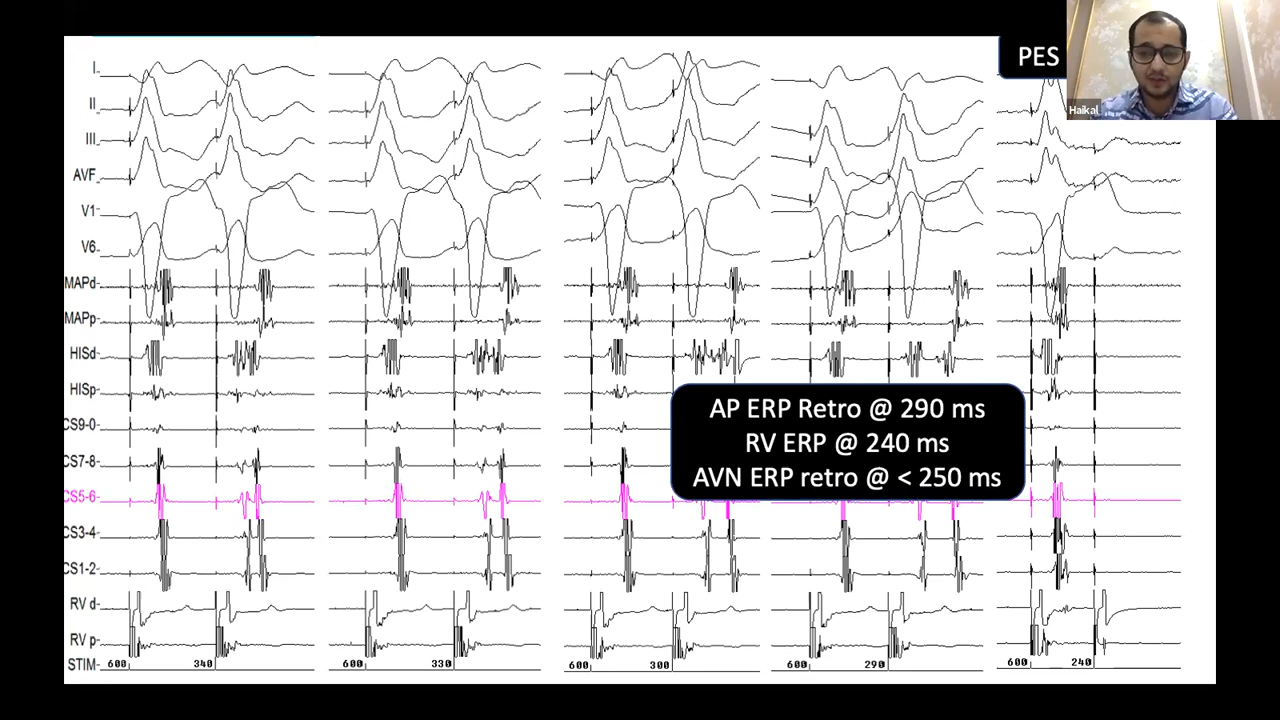 PES
Haikal
I
II
III
AVF
V1
V6
MAPd
MAPp
HISd
HISp
CS9-0
CS7-8
CS5-6
CS3-4
CS1-2
RV d
RV p
STIM
AP ERP Retro @ 290 ms
RV ERP @ 240 ms
AVN ERP retro @ < 250 ms
600 340 600 330 600 300 600 290 600 240